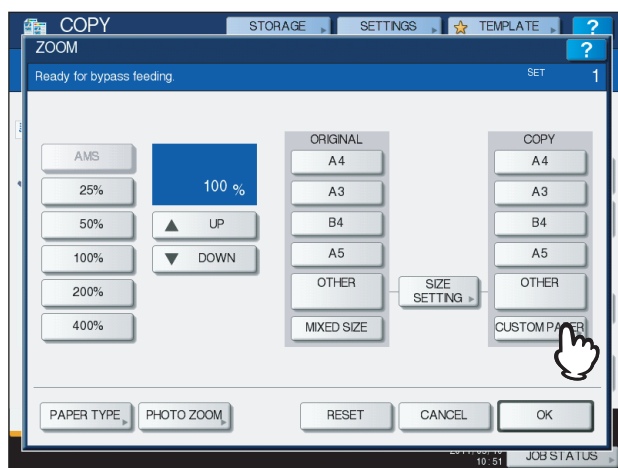 COPY
STORAGE
SETTINGS
TEMPLATE
?
ZOOM
?
Ready for bypass feeding.
SET 1
ORIGINAL
COPY
AMS
25%
50%
100%
200%
400%
100 %
UP
DOWN
A4
A3
B4
A5
OTHER
MIXED SIZE
SIZE
SETTING
A4
A3
B4
A5
OTHER
CUSTOM PAPER
PAPER TYPE
PHOTO ZOOM
RESET
CANCEL
OK
10:51
JOB STATUS